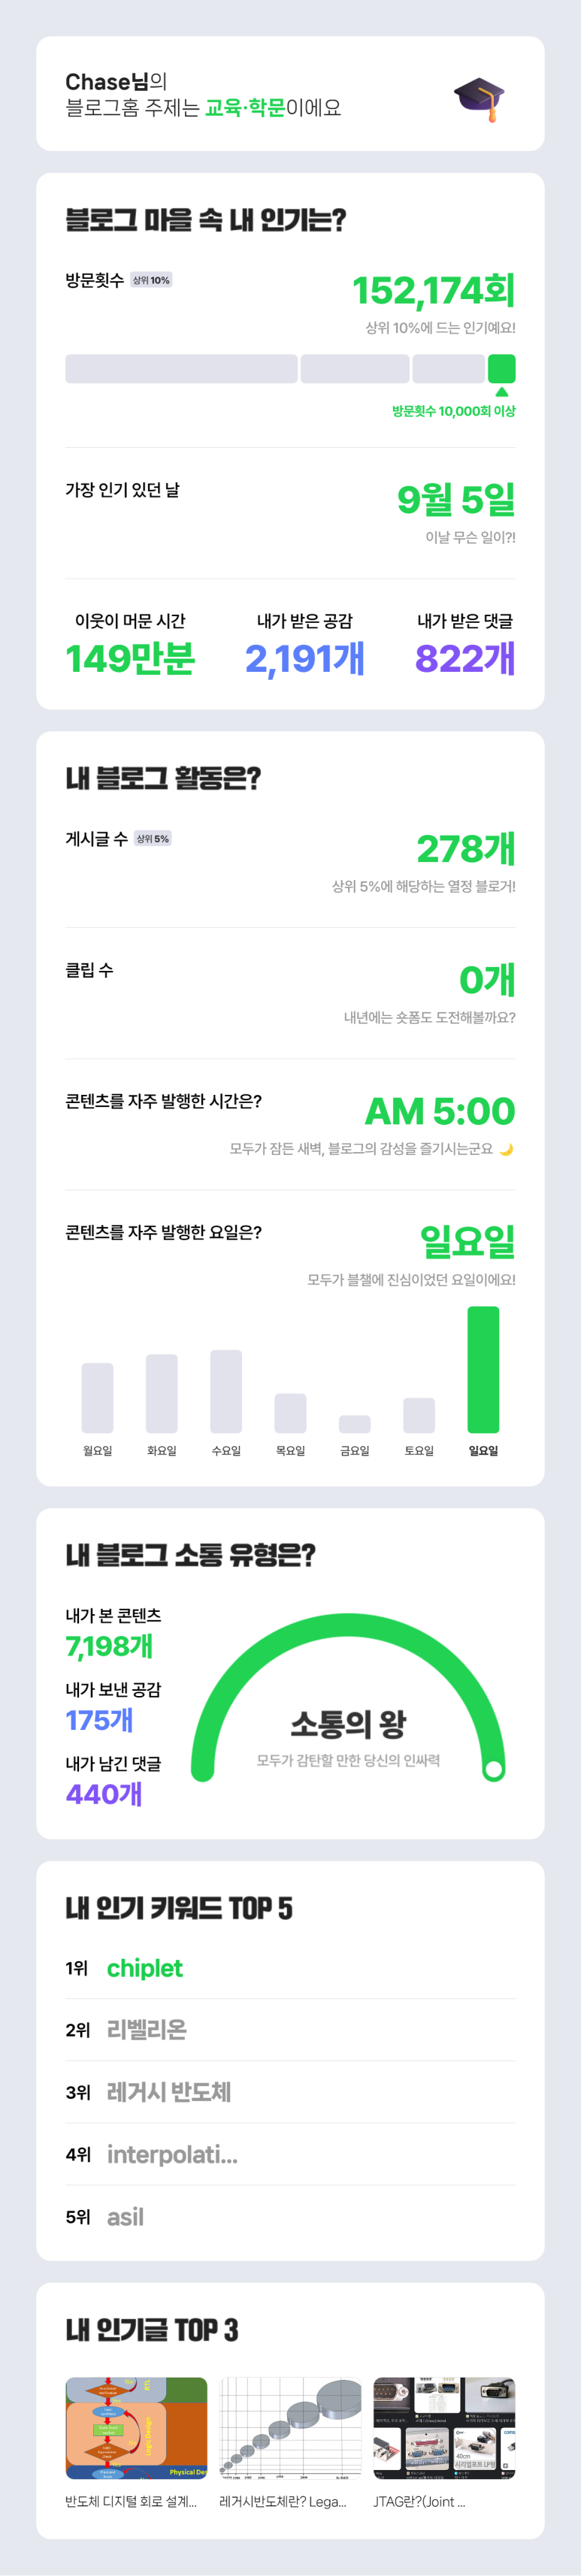 Chase님의
블로그홈 주제는 교육·학문이에요
블로그 마을 속 내 인기는?
방문횟수 상위 10%
152,174회
상위 10%에 드는 인기예요!
방문횟수 10,000회 이상
가장 인기 있던 날
9월 5일
이날 무슨 일이?!
이웃이 머문 시간 내가 받은 공감 내가 받은 댓글
149만분 2,191개 822개
내 블로그 활동은?
게시글 수 상위 5%
278개
상위 5%에 해당하는 열정 블로거!
클립 수
0개
내년에는 숏폼도 도전해볼까요?
콘텐츠를 자주 발행한 시간은?
AM 5:00
모두가 잠든 새벽, 블로그의 감성을 즐기시는군요 🌙
콘텐츠를 자주 발행한 요일은?
일요일
모두가 블챌에 진심이었던 요일이에요!
월요일 화요일 수요일 목요일 금요일 토요일 일요일
내 블로그 소통 유형은?
내가 본 콘텐츠
7,198개
내가 보낸 공감
175개
내가 남긴 댓글
440개
소통의 왕
모두가 감탄할 만한 당신의 인싸력
내 인기 키워드 TOP 5
1위 chiplet
2위 리벨리온
3위 레거시 반도체
4위 interpolati...
5위 asil
내 인기글 TOP 3
RTL
Logic Design
Physical Des
40cm
시리얼포트 LP형
반도체 디지털 회로 설계... 레거시반도체란? Lega... JTAG란?(Joint ...